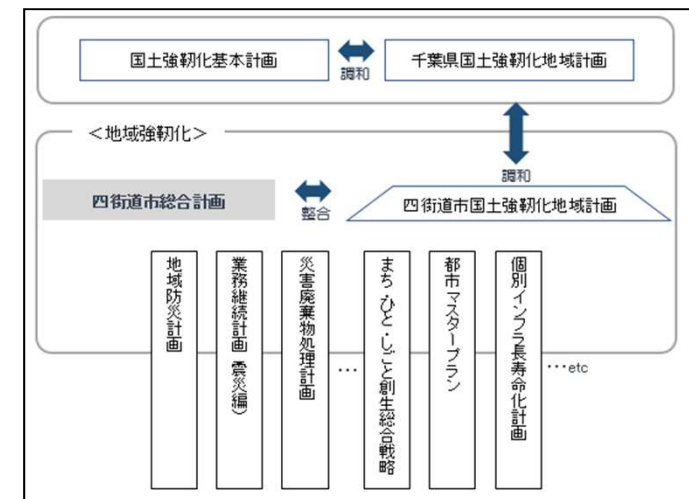 国土強靭化基本計画
調和
千葉県国土強靭化地域計画
＜地域強靭化＞
調和
四街道市総合計画
整合
四街道市国土強靭化地域計画
地域防災計画
業務継続計画（震災編）
災害廃棄物処理計画
…
まち・ひと・しごと創生総合戦略
都市マスタープラン
個別インフラ長寿命化計画
…etc